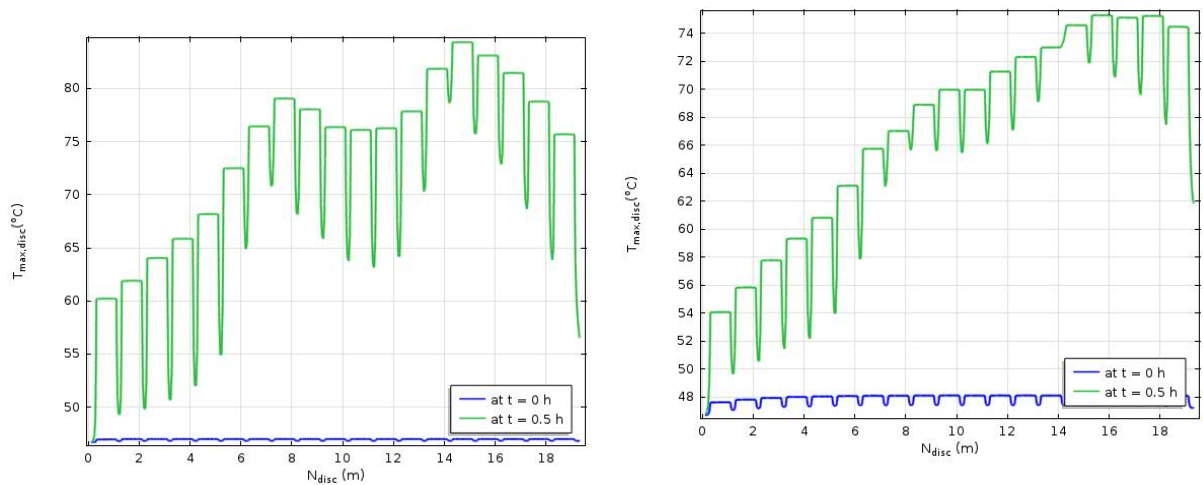 80
75
70
65
60
55
50
T_max,disc(°C)
0 2 4 6 8 10 12 14 16 18
N_disc (m)
at t = 0 h
at t = 0.5 h
74
72
70
68
66
64
62
60
58
56
54
52
50
48
T_max,disc(°C)
0 2 4 6 8 10 12 14 16 18
N_disc (m)
at t = 0 h
at t = 0.5 h